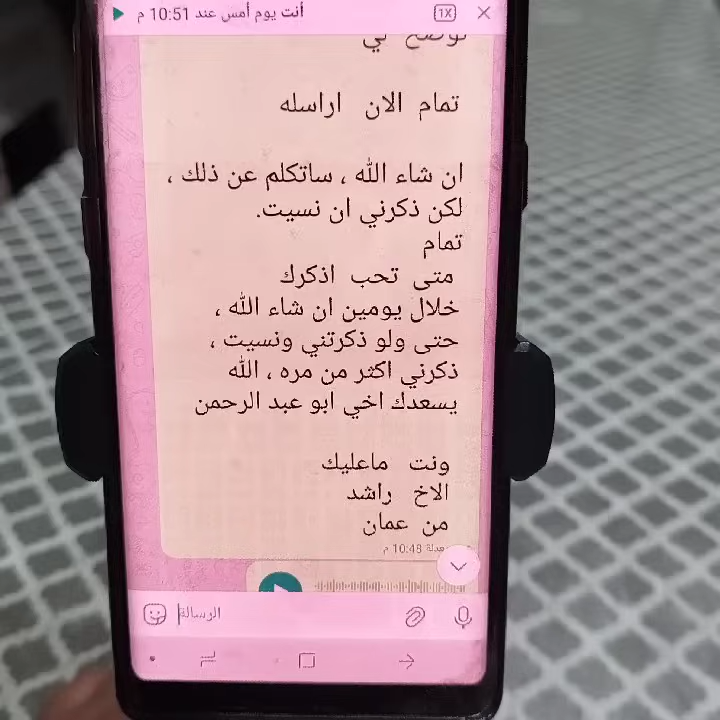 أنت يوم أمس عند 10:51 م
1X
توضح لي
تمام الان اراسله
ان شاء الله ، ساتكلم عن ذلك ،
لكن ذكرني ان نسيت.
تمام
متى تحب اذكرك
خلال يومين ان شاء الله ،
حتى ولو ذكرتني ونسيت ،
ذكرني اكثر من مره ، الله
يسعدك اخي ابو عبد الرحمن
ونت ماعليك
الاخ راشد
من عمان
10:48 م
الرسالة